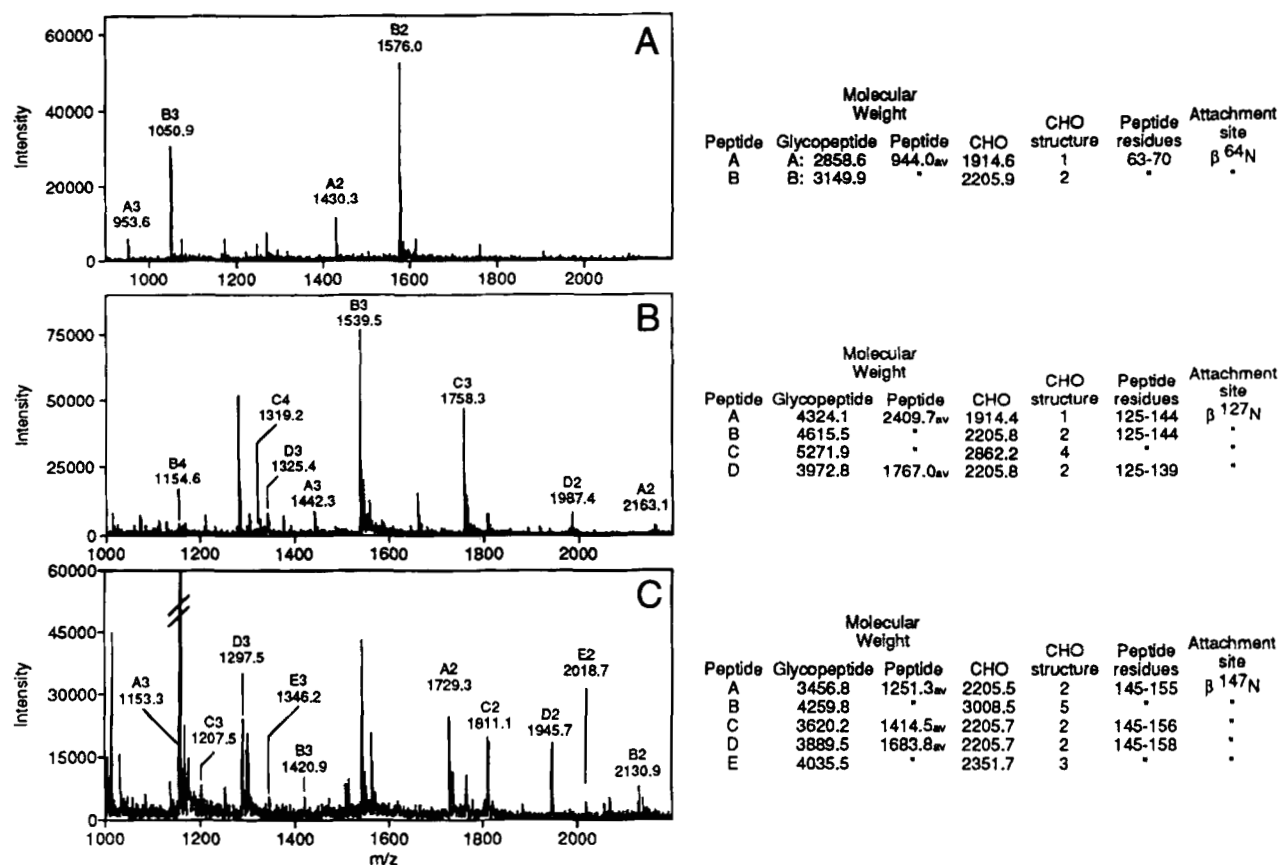 A
Intensity
60000
40000
20000
0
B2
1576.0
B3
1050.9
A2
1430.3
A3
953.6
1000 1200 1400 1600 1800 2000
Molecular
Weight
Peptide Glycopeptide Peptide CHO CHO structure Peptide residues Attachment site
A A: 2858.6 944.0av 1914.6 1 63-70 β 64N
B B: 3149.9 " 2205.9 2 " "
B
Intensity
75000
50000
25000
0
B3
1539.5
C3
1758.3
C4
1319.2
D3
1325.4
B4
1154.6
A3
1442.3
D2
1987.4
A2
2163.1
1000 1200 1400 1600 1800 2000
Molecular
Weight
Peptide Glycopeptide Peptide CHO CHO structure Peptide residues Attachment site
A 4324.1 2409.7av 1914.4 1 125-144 β 127N
B 4615.5 " 2205.8 2 125-144 "
C 5271.9 " 2862.2 4 " "
D 3972.8 1767.0av 2205.8 2 125-139 "
C
Intensity
60000
45000
30000
15000
0
D3
1297.5
E3
1346.2
A3
1153.3
C3
1207.5
B3
1420.9
A2
1729.3
C2
1811.1
D2
1945.7
E2
2018.7
B2
2130.9
1000 1200 1400 1600 1800 2000
m/z
Molecular
Weight
Peptide Glycopeptide Peptide CHO CHO structure Peptide residues Attachment site
A 3456.8 1251.3av 2205.5 2 145-155 β 147N
B 4259.8 " 3008.5 5 " "
C 3620.2 1414.5av 2205.7 2 145-156 "
D 3889.5 1683.8av 2205.7 2 145-158 "
E 4035.5 " 2351.7 3 " "